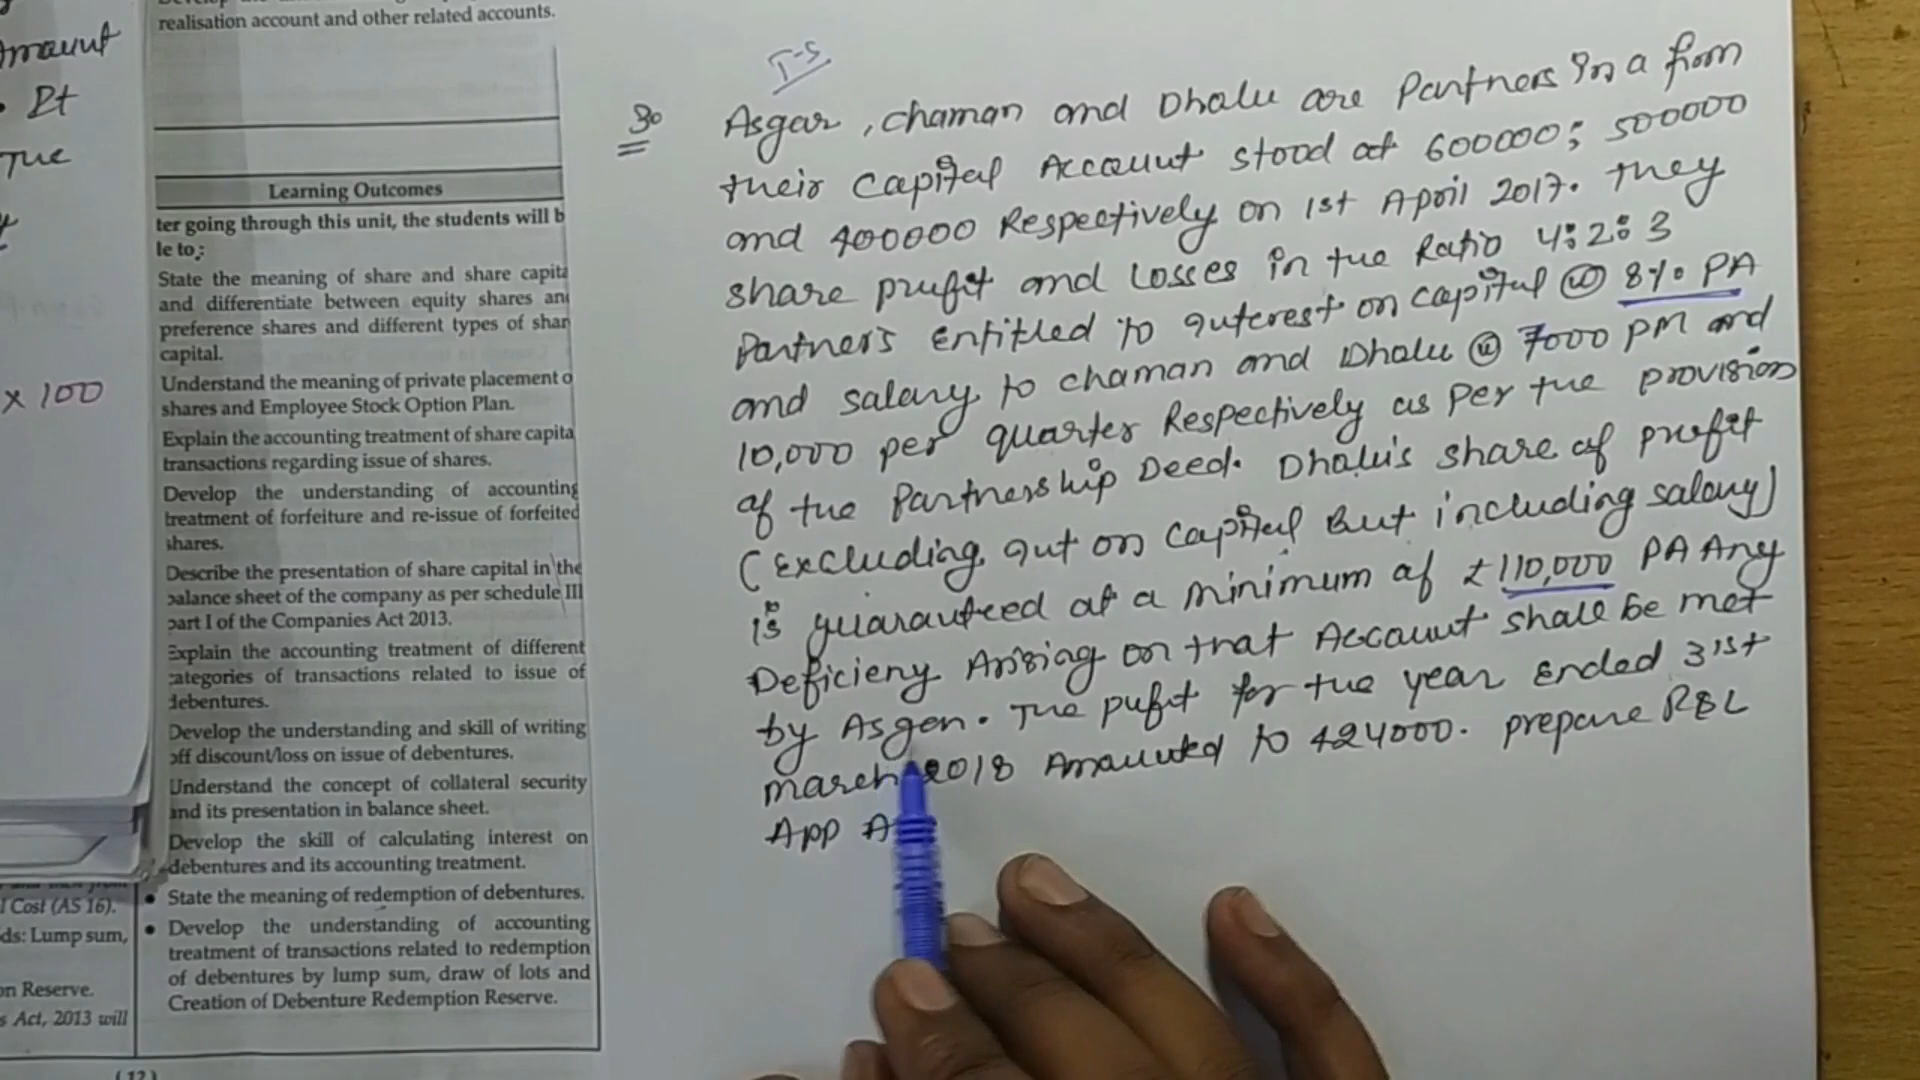 realisation account and other related accounts.
Amount
Rt
Tue
x 100
Learning Outcomes
ter going through this unit, the students will b
le to:
State the meaning of share and share capita
and differentiate between equity shares and
preference shares and different types of shar
capital.
Understand the meaning of private placement o
shares and Employee Stock Option Plan.
Explain the accounting treatment of share capita
transactions regarding issue of shares.
Develop the understanding of accounting
treatment of forfeiture and re-issue of forfeited
shares.
Describe the presentation of share capital in the
balance sheet of the company as per schedule III
part I of the Companies Act 2013.
Explain the accounting treatment of different
categories of transactions related to issue of
debentures.
Develop the understanding and skill of writing
off discount/loss on issue of debentures.
Understand the concept of collateral security
and its presentation in balance sheet.
Develop the skill of calculating interest on
debentures and its accounting treatment.
• State the meaning of redemption of debentures.
• Develop the understanding of accounting
treatment of transactions related to redemption
of debentures by lump sum, draw of lots and
Creation of Debenture Redemption Reserve.
l Cost (AS 16).
ds: Lump sum,
on Reserve.
s Act, 2013 will
(12)
T-S
30
Asgar, chaman and Dhalu are Partners In a from
their capital Account stood at 600000; 500000
and 400000 Respectively on 1st April 2017. They
share profit and losses in tue Ratio 4:2:3
Partner's Entitled to interest on capital @ 8% PA
and salary to chaman and Dhalu @ 7000 PM and
10,000 per quarter Respectively as per tue provision
of tue Partnership Deed. Dhalu's share of profit
(excluding Int on capital But including salary)
is guaranteed at a minimum of ₹110,000 PA Any
Deficieny Arising on that Account shall be met
by Asgen. Tue pufit for tue year Ended 31st
march 2018 Amounted to 424000. prepare P&L
App A